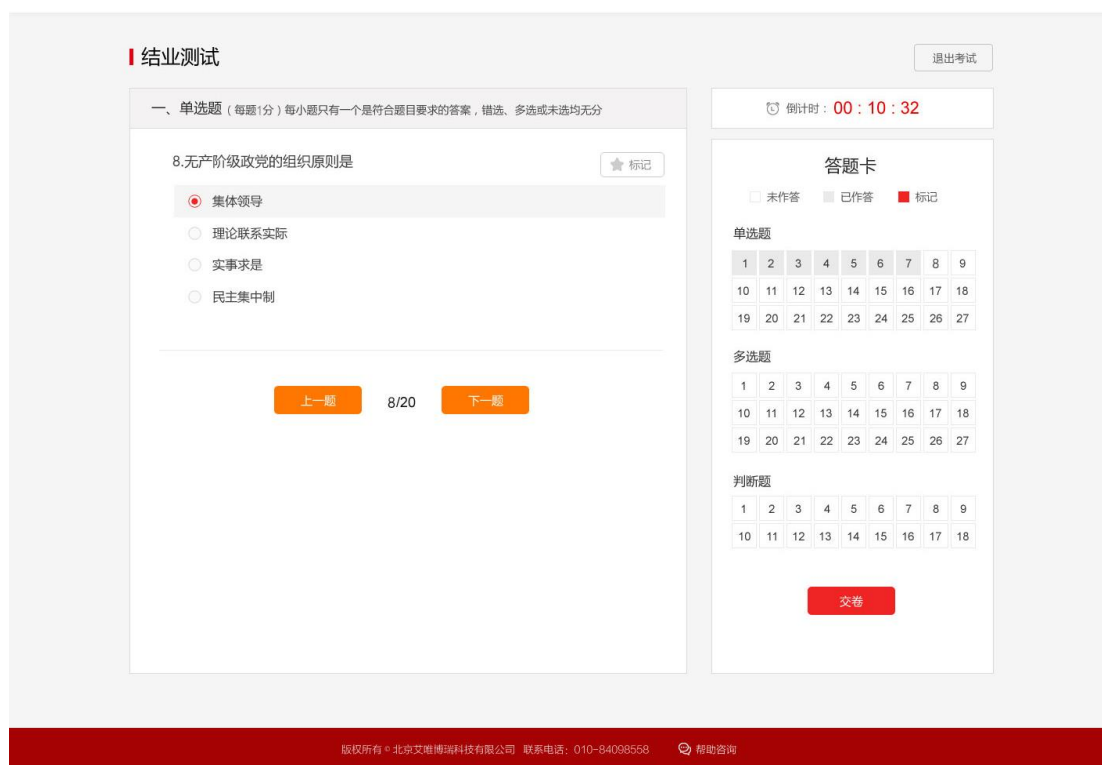 结业测试
退出考试
一、单选题 ( 每题1分 ) 每小题只有一个是符合题目要求的答案，错选、多选或未选均无分
8.无产阶级政党的组织原则是
标记
集体领导
理论联系实际
实事求是
民主集中制
上一题 8/20 下一题
倒计时 : 00 : 10 : 32
答题卡
未作答 已作答 标记
单选题
1 2 3 4 5 6 7 8 9
10 11 12 13 14 15 16 17 18
19 20 21 22 23 24 25 26 27
多选题
1 2 3 4 5 6 7 8 9
10 11 12 13 14 15 16 17 18
19 20 21 22 23 24 25 26 27
判断题
1 2 3 4 5 6 7 8 9
10 11 12 13 14 15 16 17 18
交卷
版权所有©北京艾唯博瑞科技有限公司 联系电话：010-84098558 帮助咨询